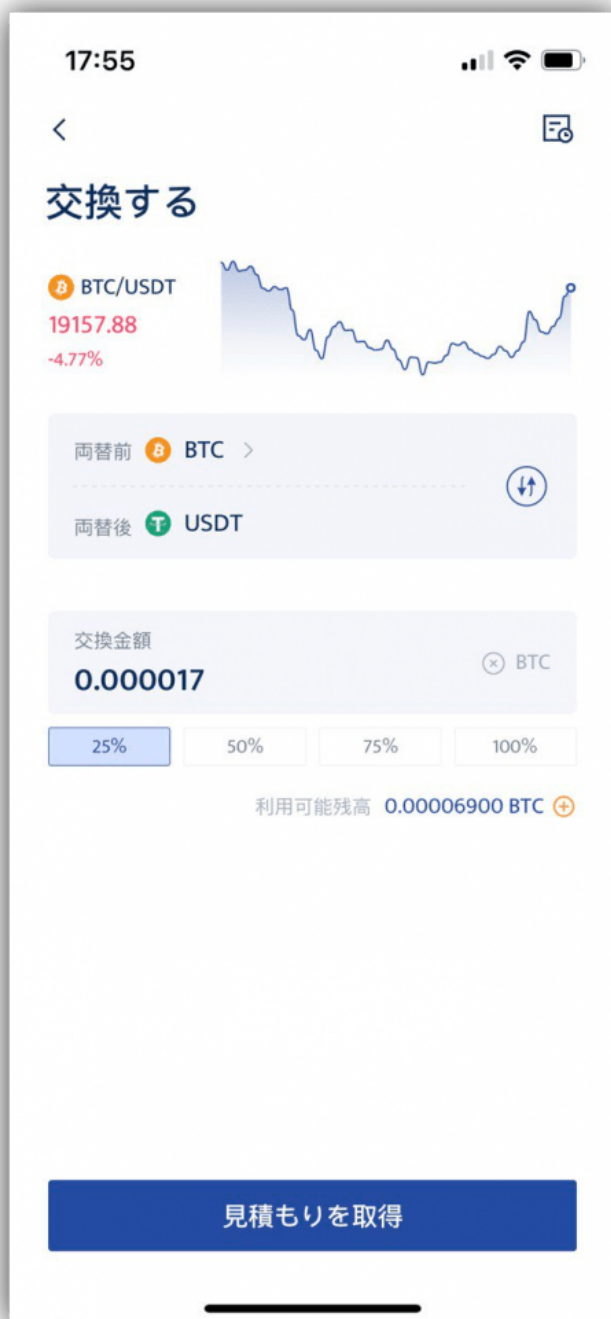 17:55
交換する
BTC/USDT
19157.88
-4.77%
両替前 BTC
両替後 USDT
交換金額
0.000017
BTC
25% 50% 75% 100%
利用可能残高 0.00006900 BTC
見積もりを取得